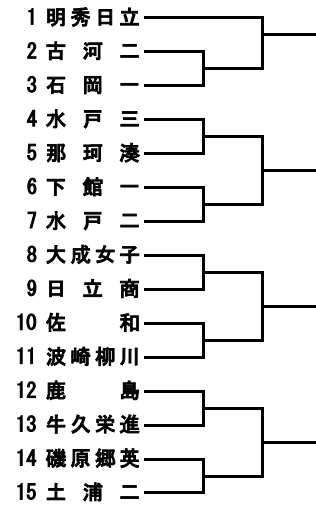 1 明秀日立
2 古河二
3 石岡一
4 水戸三
5 那珂湊
6 下館一
7 水戸二
8 大成女子
9 日立商
10 佐和
11 波崎柳川
12 鹿島
13 牛久栄進
14 磯原郷英
15 土浦二